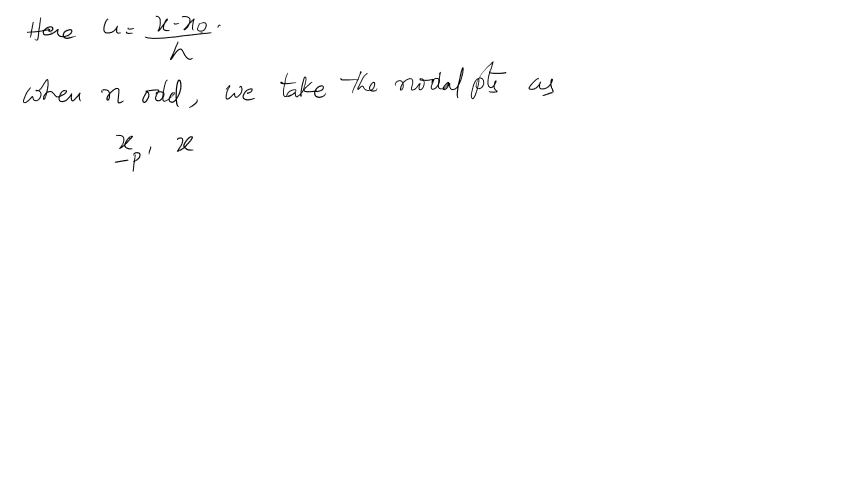 Here u = (x-x₀)/h.
when n odd, we take the nodal pts as
x₋ₚ, x